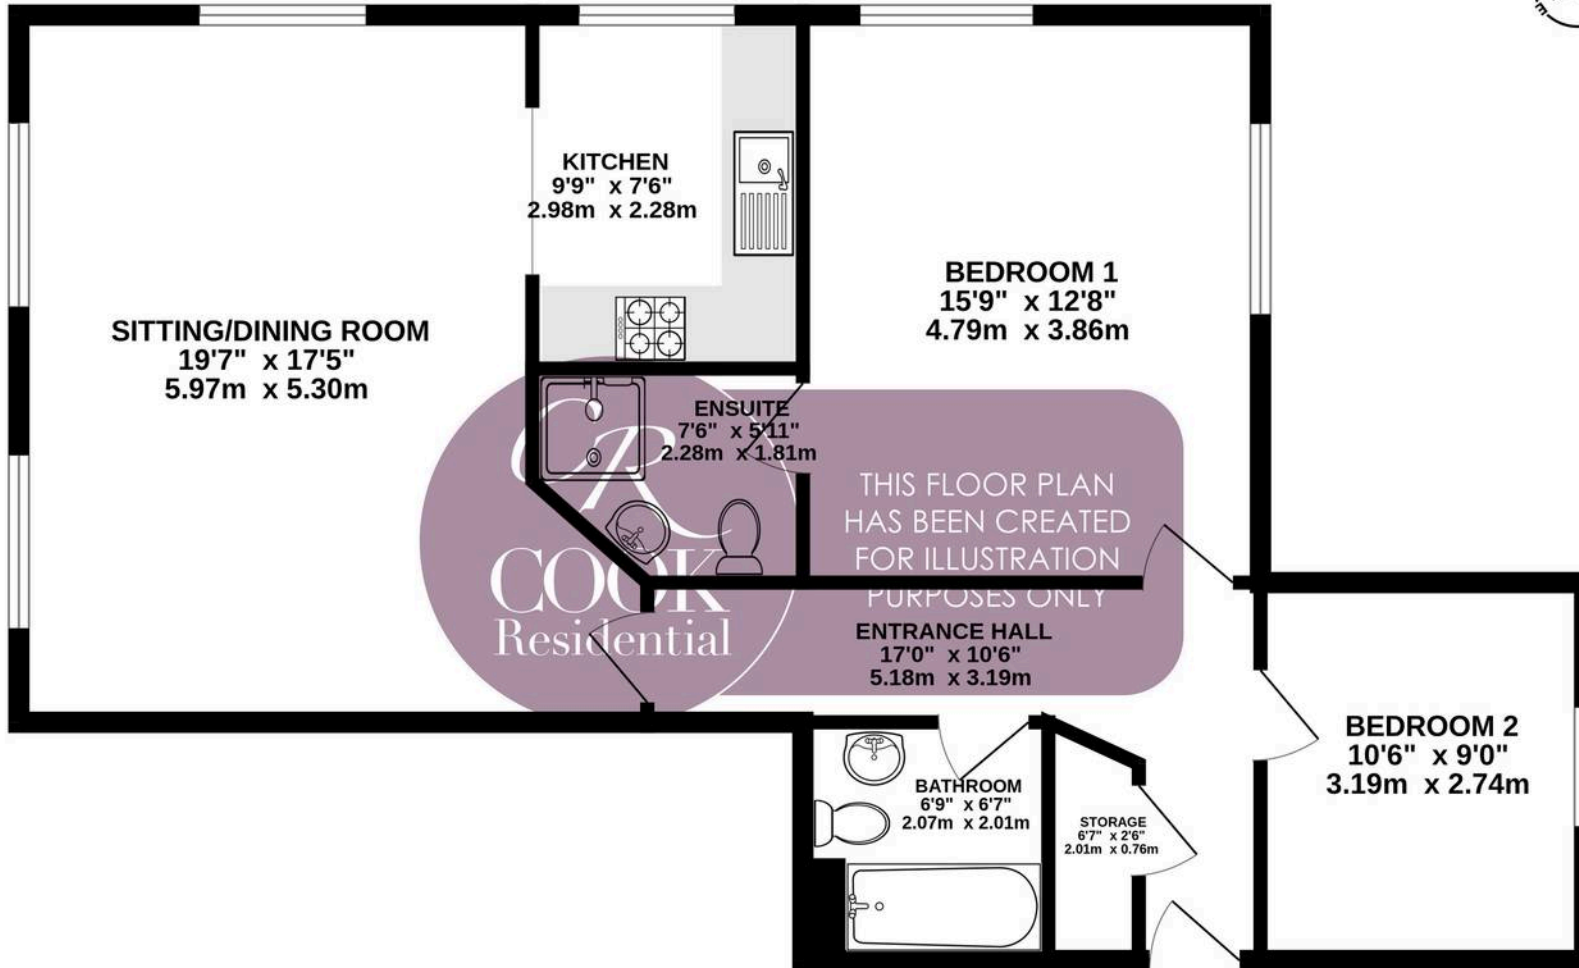 KITCHEN
9'9" x 7'6"
2.98m x 2.28m
BEDROOM 1
15'9" x 12'8"
4.79m x 3.86m
SITTING/DINING ROOM
19'7" x 17'5"
5.97m x 5.30m
ENSUITE
7'6" x 5'11"
2.28m x 1.81m
CR
COOK
Residential
THIS FLOOR PLAN
HAS BEEN CREATED
FOR ILLUSTRATION
PURPOSES ONLY
ENTRANCE HALL
17'0" x 10'6"
5.18m x 3.19m
BEDROOM 2
10'6" x 9'0"
3.19m x 2.74m
BATHROOM
6'9" x 6'7"
2.07m x 2.01m
STORAGE
6'7" x 2'6"
2.01m x 0.76m